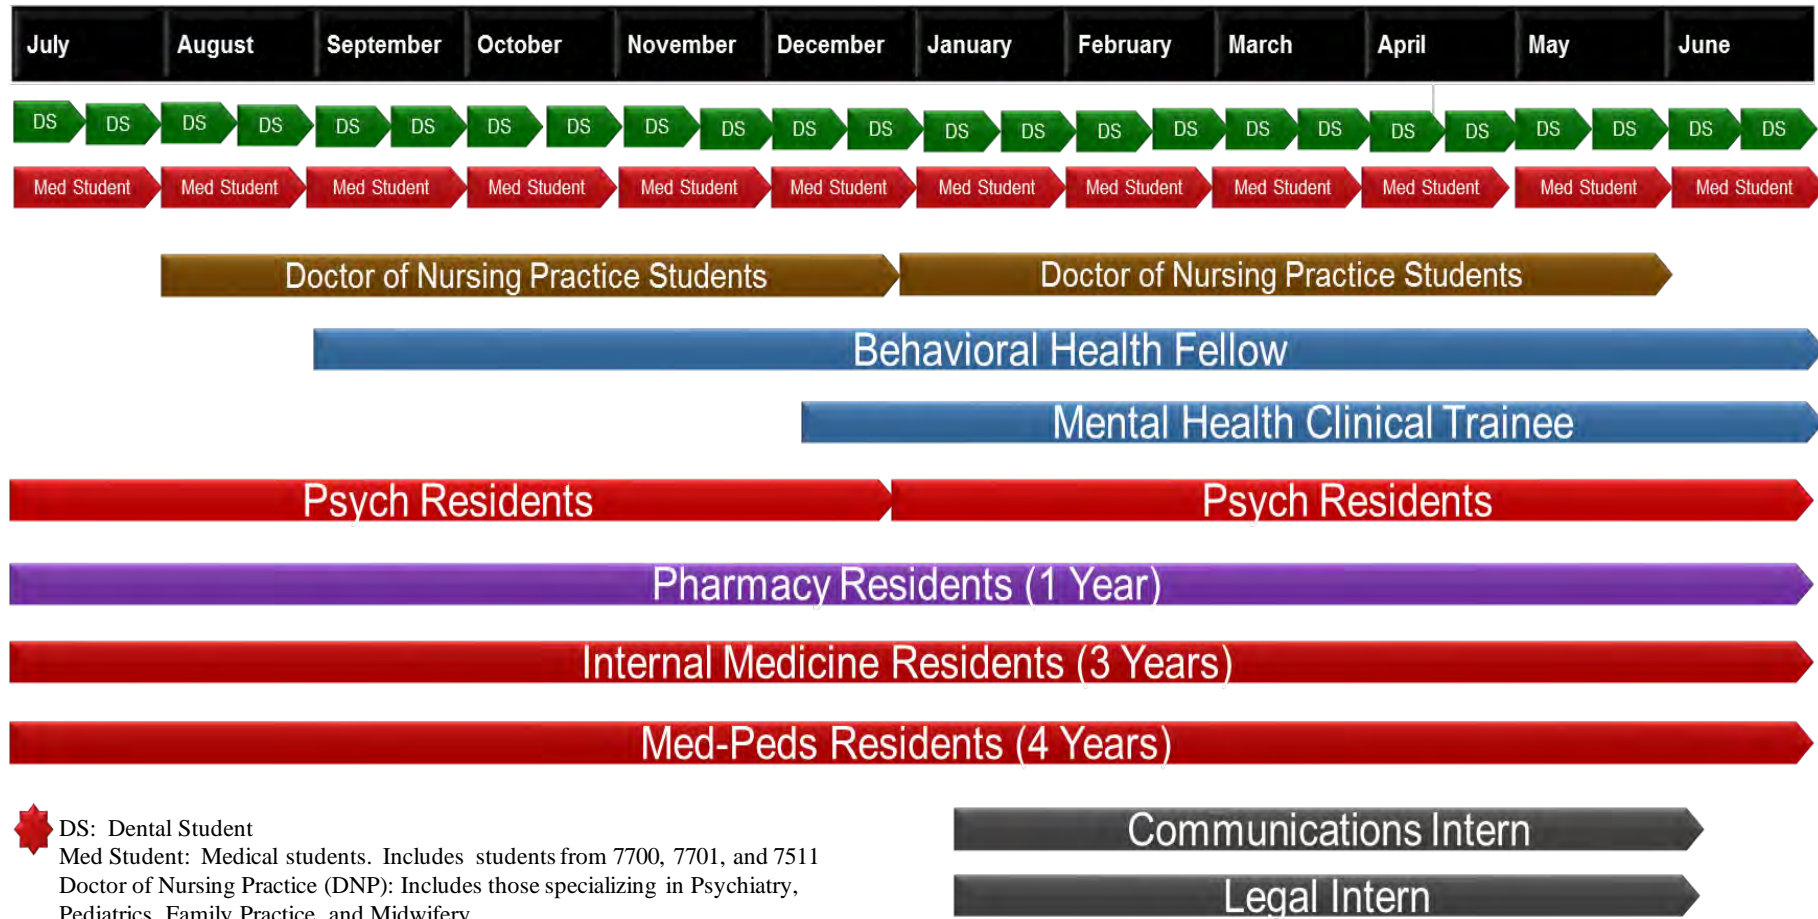 July August September October November December January February March April May June
DS DS DS DS DS DS DS DS DS DS DS DS DS DS DS DS DS DS DS DS DS DS DS DS
Med Student Med Student Med Student Med Student Med Student Med Student Med Student Med Student Med Student Med Student Med Student Med Student
Doctor of Nursing Practice Students Doctor of Nursing Practice Students
Behavioral Health Fellow
Mental Health Clinical Trainee
Psych Residents Psych Residents
Pharmacy Residents (1 Year)
Internal Medicine Residents (3 Years)
Med-Peds Residents (4 Years)
Communications Intern
Legal Intern
DS: Dental Student
Med Student: Medical students. Includes students from 7700, 7701, and 7511
Doctor of Nursing Practice (DNP): Includes those specializing in Psychiatry,
Pediatrics, Family Practice, and Midwifery